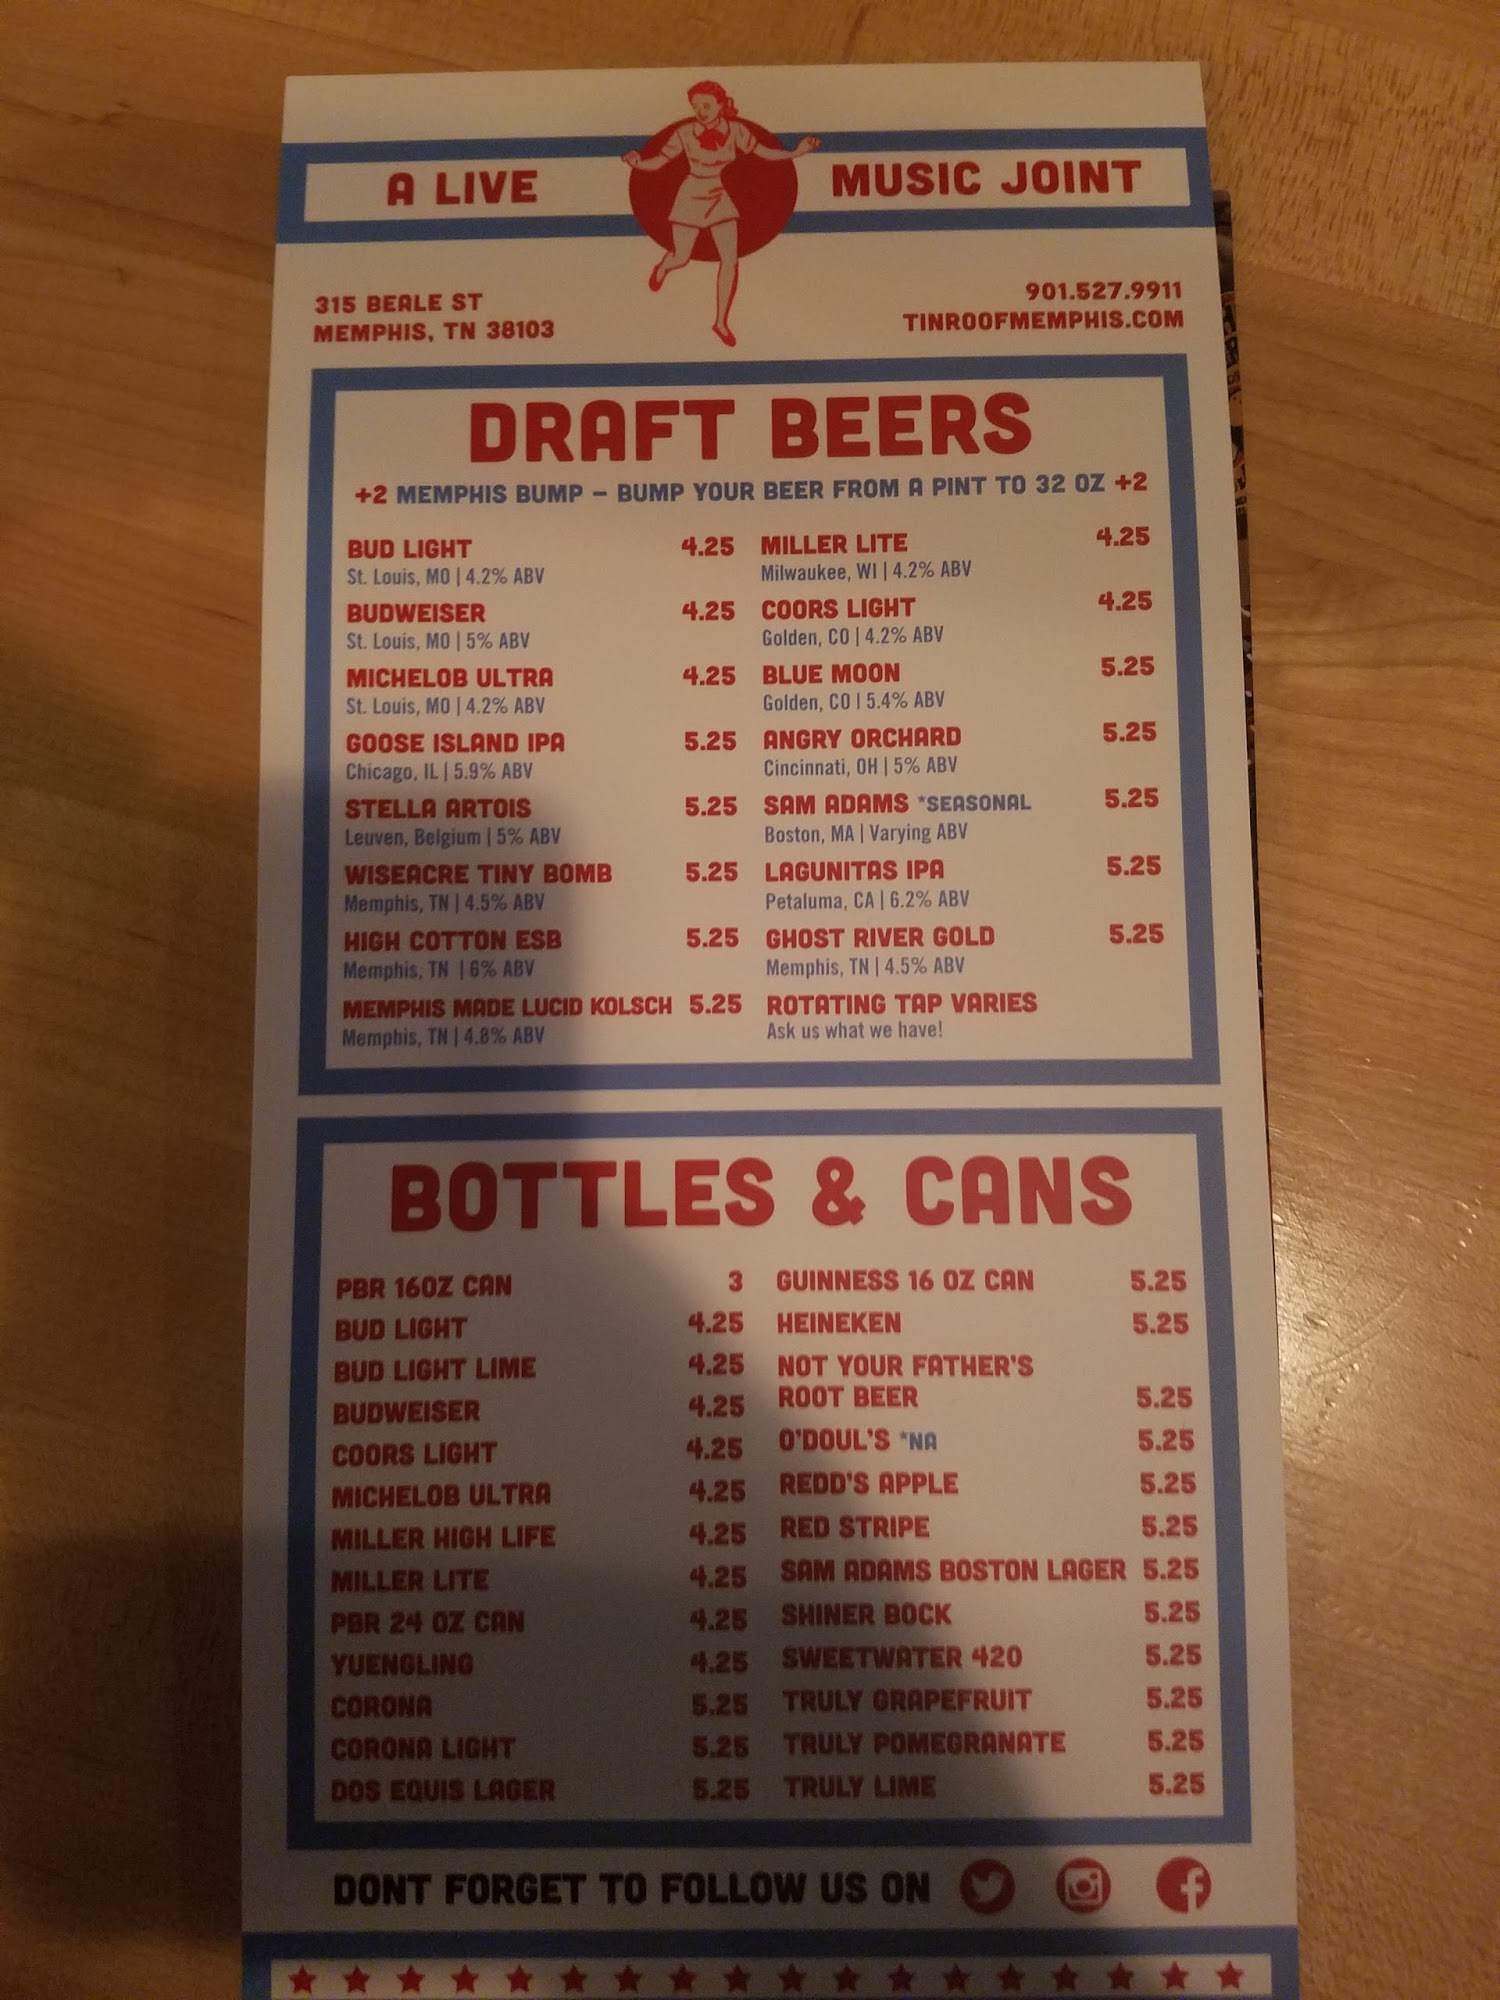 A LIVE MUSIC JOINT
315 BEALE ST
MEMPHIS, TN 38103
901.527.9911
TINROOFMEMPHIS.COM
DRAFT BEERS
+2 MEMPHIS BUMP – BUMP YOUR BEER FROM A PINT TO 32 OZ +2
BUD LIGHT 4.25
St. Louis, MO | 4.2% ABV
BUDWEISER 4.25
St. Louis, MO | 5% ABV
MICHELOB ULTRA 4.25
St. Louis, MO | 4.2% ABV
GOOSE ISLAND IPA 5.25
Chicago, IL | 5.9% ABV
STELLA ARTOIS 5.25
Leuven, Belgium | 5% ABV
WISEACRE TINY BOMB 5.25
Memphis, TN | 4.5% ABV
HIGH COTTON ESB 5.25
Memphis, TN | 6% ABV
MEMPHIS MADE LUCID KOLSCH 5.25
Memphis, TN | 4.8% ABV
MILLER LITE 4.25
Milwaukee, WI | 4.2% ABV
COORS LIGHT 4.25
Golden, CO | 4.2% ABV
BLUE MOON 5.25
Golden, CO | 5.4% ABV
ANGRY ORCHARD 5.25
Cincinnati, OH | 5% ABV
SAM ADAMS *SEASONAL 5.25
Boston, MA | Varying ABV
LAGUNITAS IPA 5.25
Petaluma, CA | 6.2% ABV
GHOST RIVER GOLD 5.25
Memphis, TN | 4.5% ABV
ROTATING TAP VARIES
Ask us what we have!
BOTTLES & CANS
PBR 16OZ CAN 3
BUD LIGHT 4.25
BUD LIGHT LIME 4.25
BUDWEISER 4.25
COORS LIGHT 4.25
MICHELOB ULTRA 4.25
MILLER HIGH LIFE 4.25
MILLER LITE 4.25
PBR 24 OZ CAN 4.25
YUENGLING 4.25
CORONA 5.25
CORONA LIGHT 5.25
DOS EQUIS LAGER 5.25
GUINNESS 16 OZ CAN 5.25
HEINEKEN 5.25
NOT YOUR FATHER'S
ROOT BEER 5.25
O'DOUL'S *NA 5.25
REDD'S APPLE 5.25
RED STRIPE 5.25
SAM ADAMS BOSTON LAGER 5.25
SHINER BOCK 5.25
SWEETWATER 420 5.25
TRULY GRAPEFRUIT 5.25
TRULY POMEGRANATE 5.25
TRULY LIME 5.25
DONT FORGET TO FOLLOW US ON